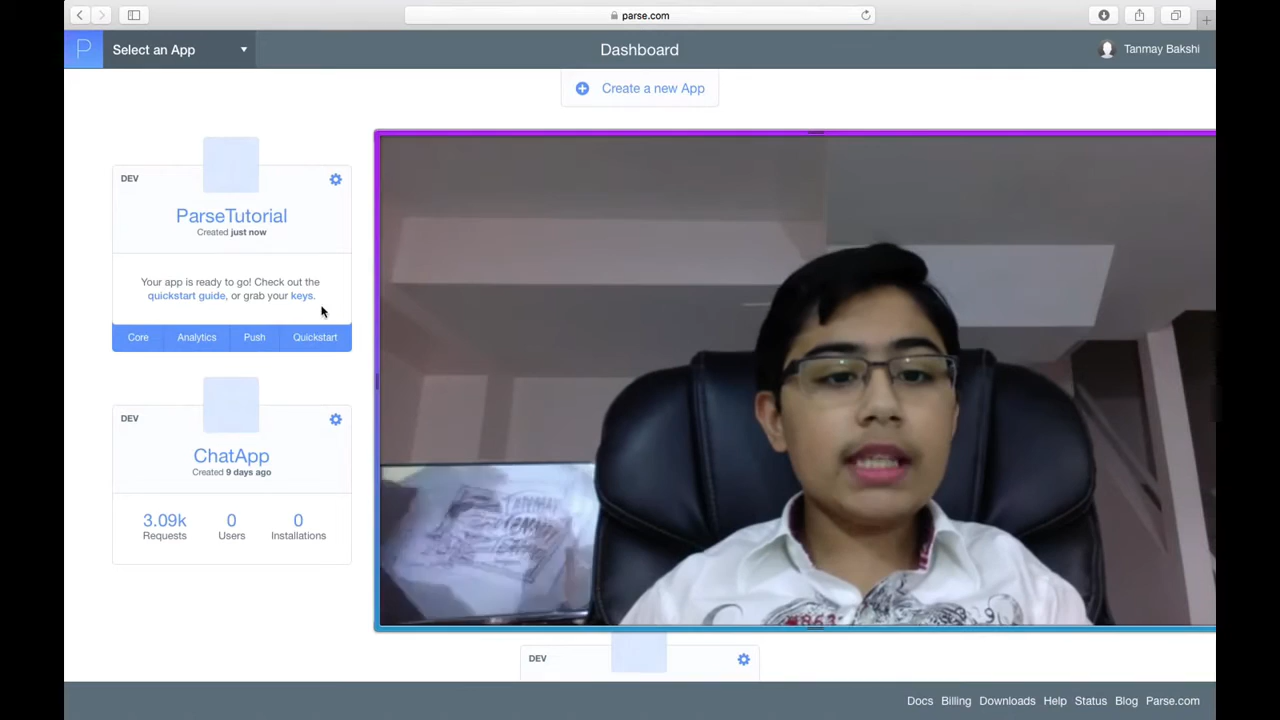 parse.com
P
Select an App
Dashboard
Tanmay Bakshi
Create a new App
DEV
ParseTutorial
Created just now
Your app is ready to go! Check out the
quickstart guide, or grab your keys.
Core Analytics Push Quickstart
DEV
ChatApp
Created 9 days ago
3.09k 0 0
Requests Users Installations
DEV
Docs Billing Downloads Help Status Blog Parse.com